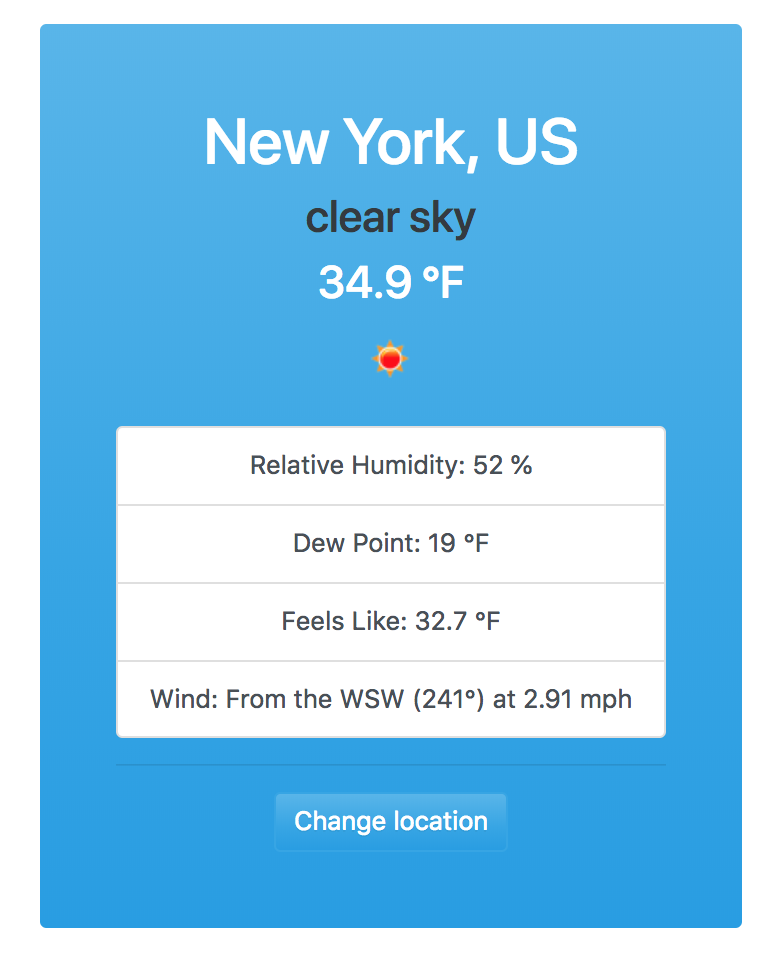 New York, US
clear sky
34.9 °F
Relative Humidity: 52 %
Dew Point: 19 °F
Feels Like: 32.7 °F
Wind: From the WSW (241°) at 2.91 mph
Change location